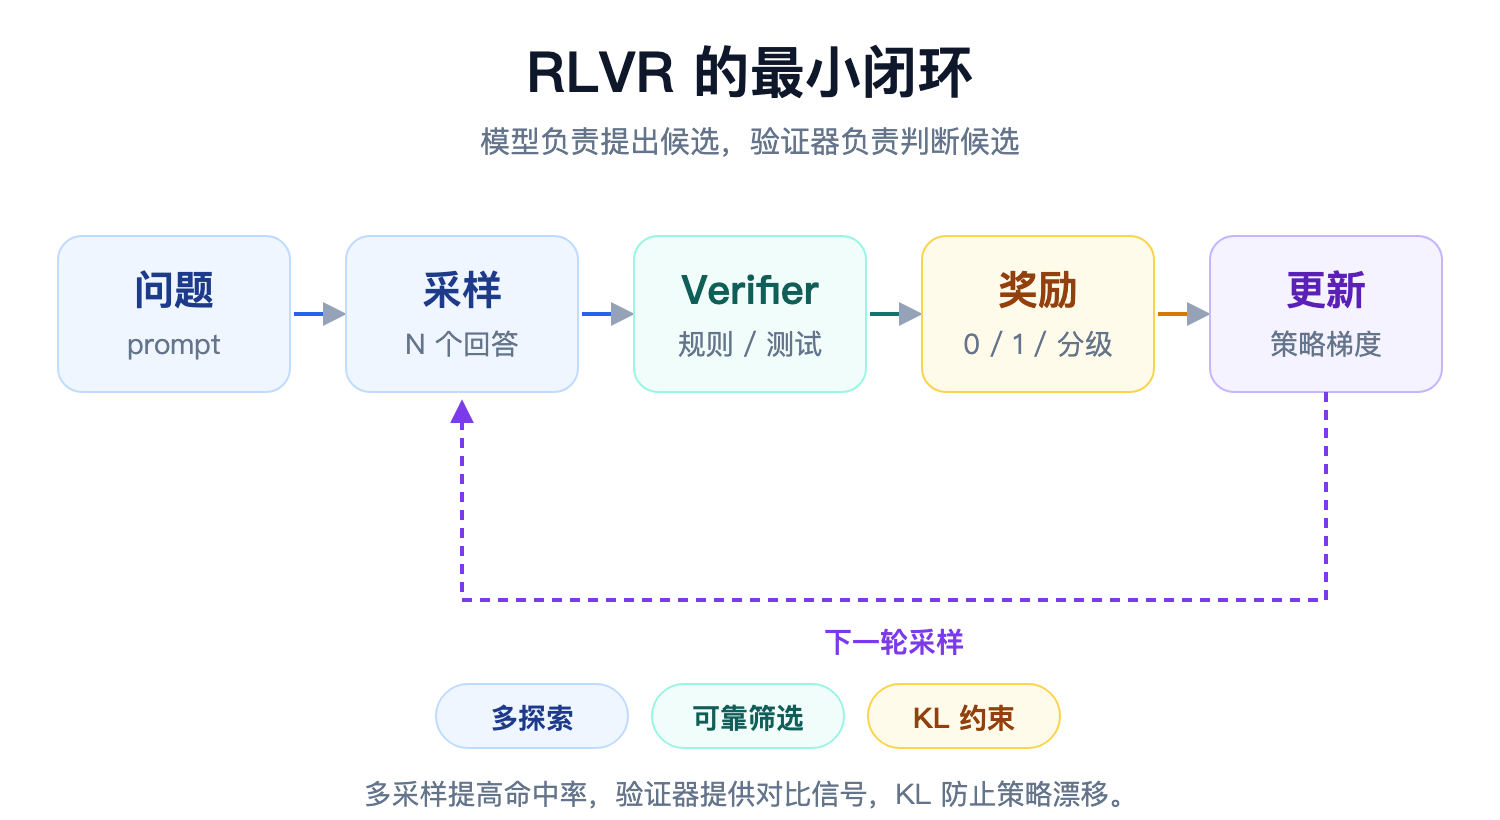 RLVR 的最小闭环
模型负责提出候选，验证器负责判断候选
问题
prompt
采样
N 个回答
Verifier
规则 / 测试
奖励
0 / 1 / 分级
更新
策略梯度
下一轮采样
多探索
可靠筛选
KL 约束
多采样提高命中率，验证器提供对比信号，KL 防止策略漂移。